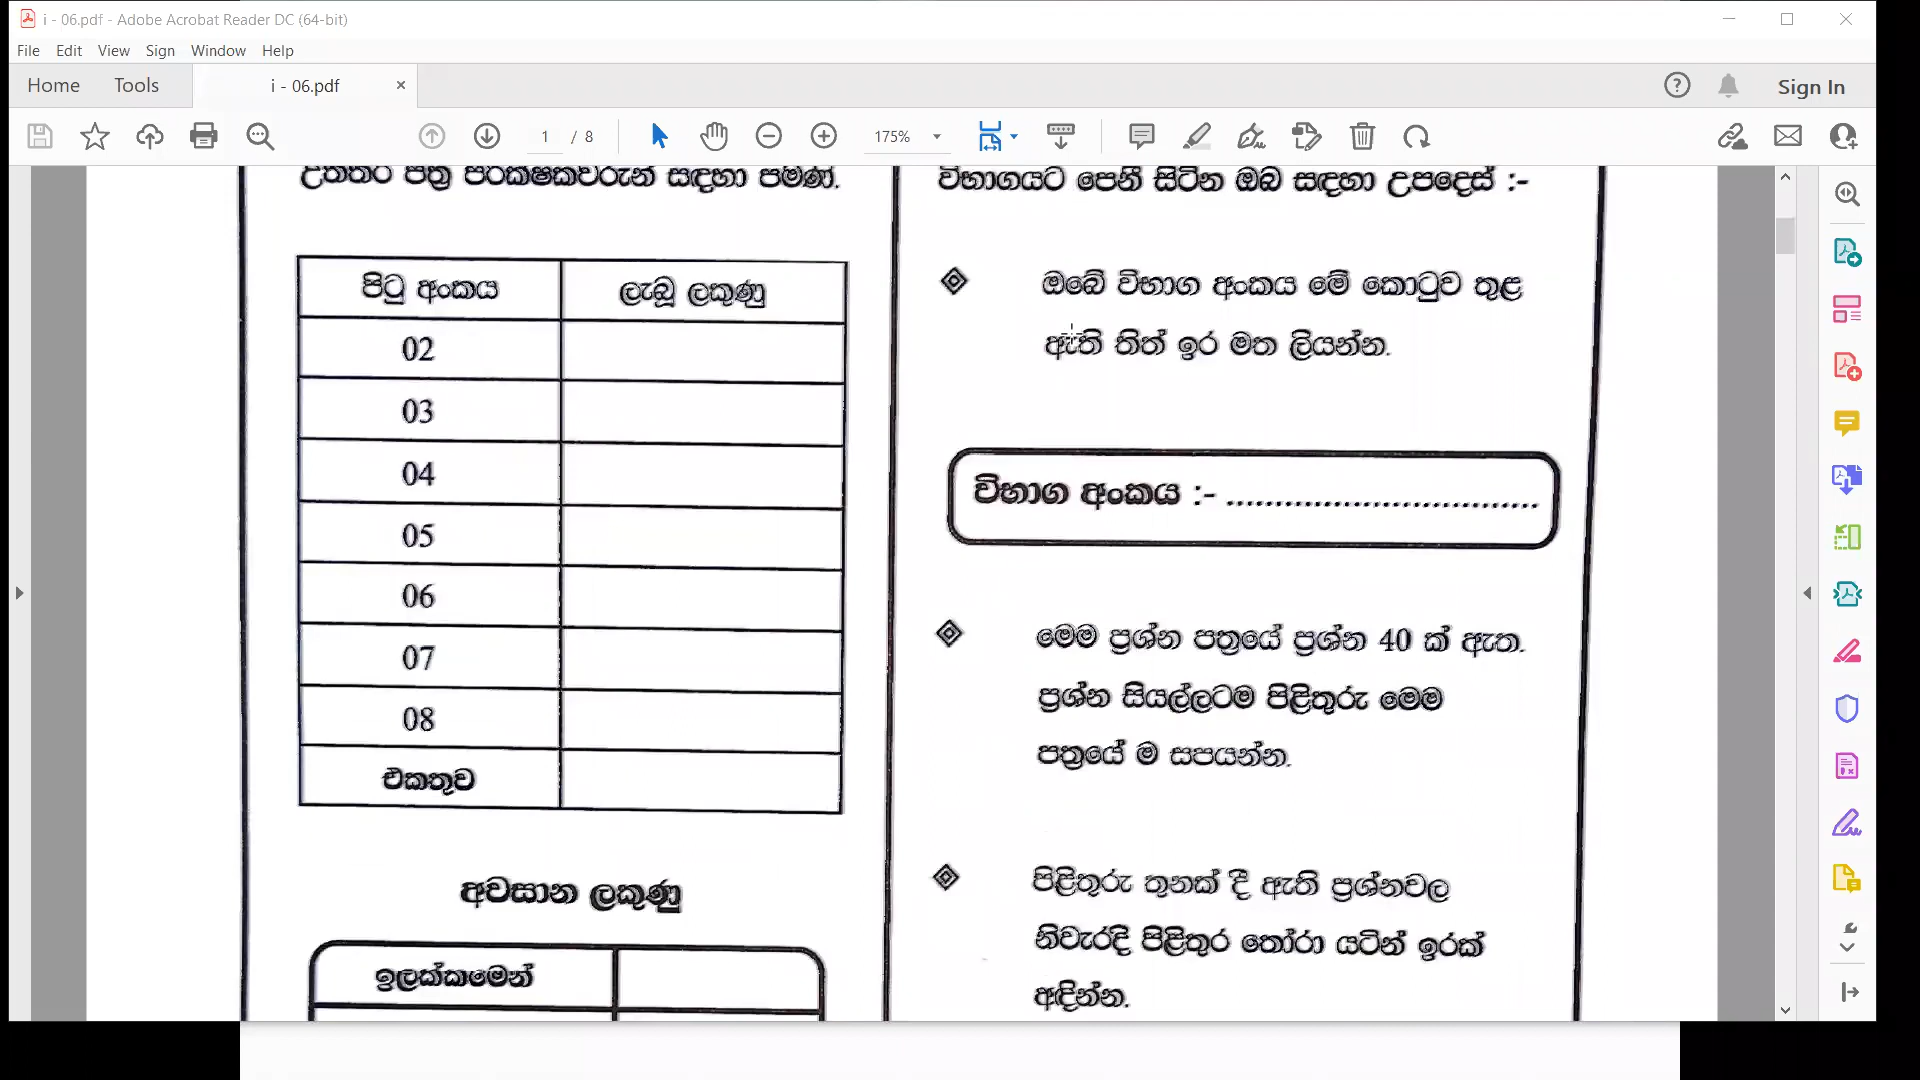 i - 06.pdf - Adobe Acrobat Reader DC (64-bit)
File Edit View Sign Window Help
Home Tools i - 06.pdf × Sign In
1 / 8 175%
උත්තර පත්‍ර පරීක්ෂකවරුන් සඳහා පමණි.
පිටු අංකය ලැබූ ලකුණු
02
03
04
05
06
07
08
එකතුව
අවසාන ලකුණු
ඉලක්කමෙන්
විභාගයට පෙනී සිටින ඔබ සඳහා උපදෙස් :-
ඔබේ විභාග අංකය මේ කොටුව තුළ
ඇති තිත් ඉර මත ලියන්න.
විභාග අංකය :- ................................
මෙම ප්‍රශ්න පත්‍රයේ ප්‍රශ්න 40 ක් ඇත.
ප්‍රශ්න සියල්ලටම පිළිතුරු මෙම
පත්‍රයේ ම සපයන්න.
පිළිතුරු තුනක් දී ඇති ප්‍රශ්නවල
නිවැරදි පිළිතුර තෝරා යටින් ඉරක්
අඳින්න.